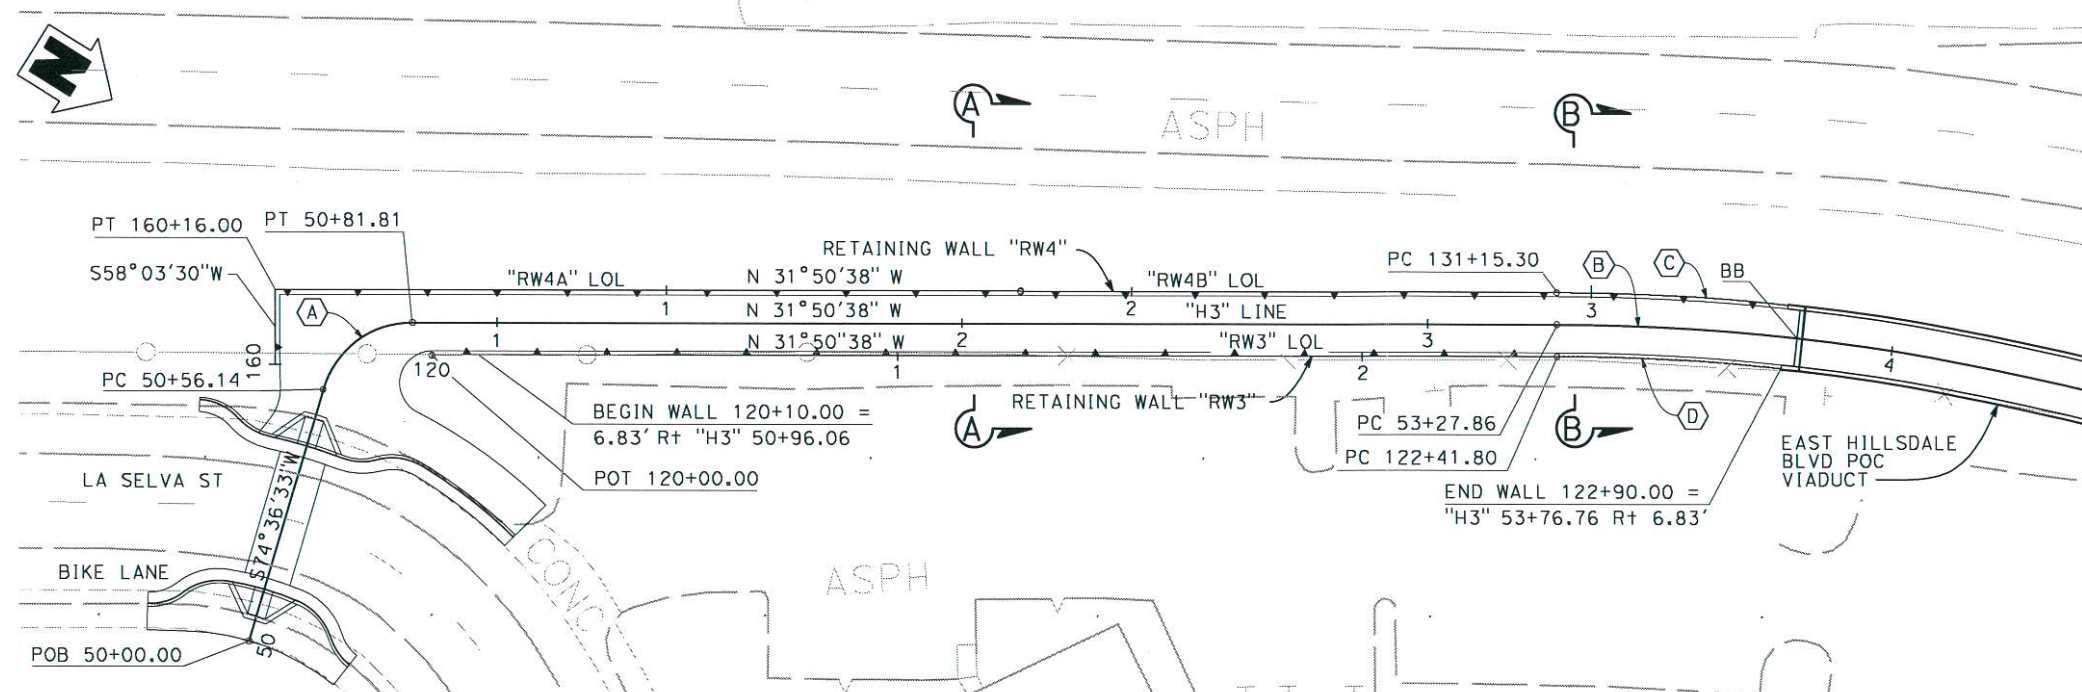 N
A
B
ASPH
PT 160+16.00
PT 50+81.81
S58°03'30"W
RETAINING WALL "RW4"
"RW4A" LOL
N 31°50'38" W
"RW4B" LOL
PC 131+15.30
B
C
BB
A
1
N 31°50'38" W
2
"H3" LINE
3
1
N 31°50"38" W
2
"RW3" LOL
3
4
160
120
1
2
PC 50+56.14
BEGIN WALL 120+10.00 =
6.83' Rt "H3" 50+96.06
A
RETAINING WALL "RW3"
PC 53+27.86
B
D
PC 122+41.80
POT 120+00.00
EAST HILLSDALE
BLVD POC
VIADUCT
END WALL 122+90.00 =
"H3" 53+76.76 Rt 6.83'
LA SELVA ST
S74°36'33"W
BIKE LANE
CONC
ASPH
50
POB 50+00.00